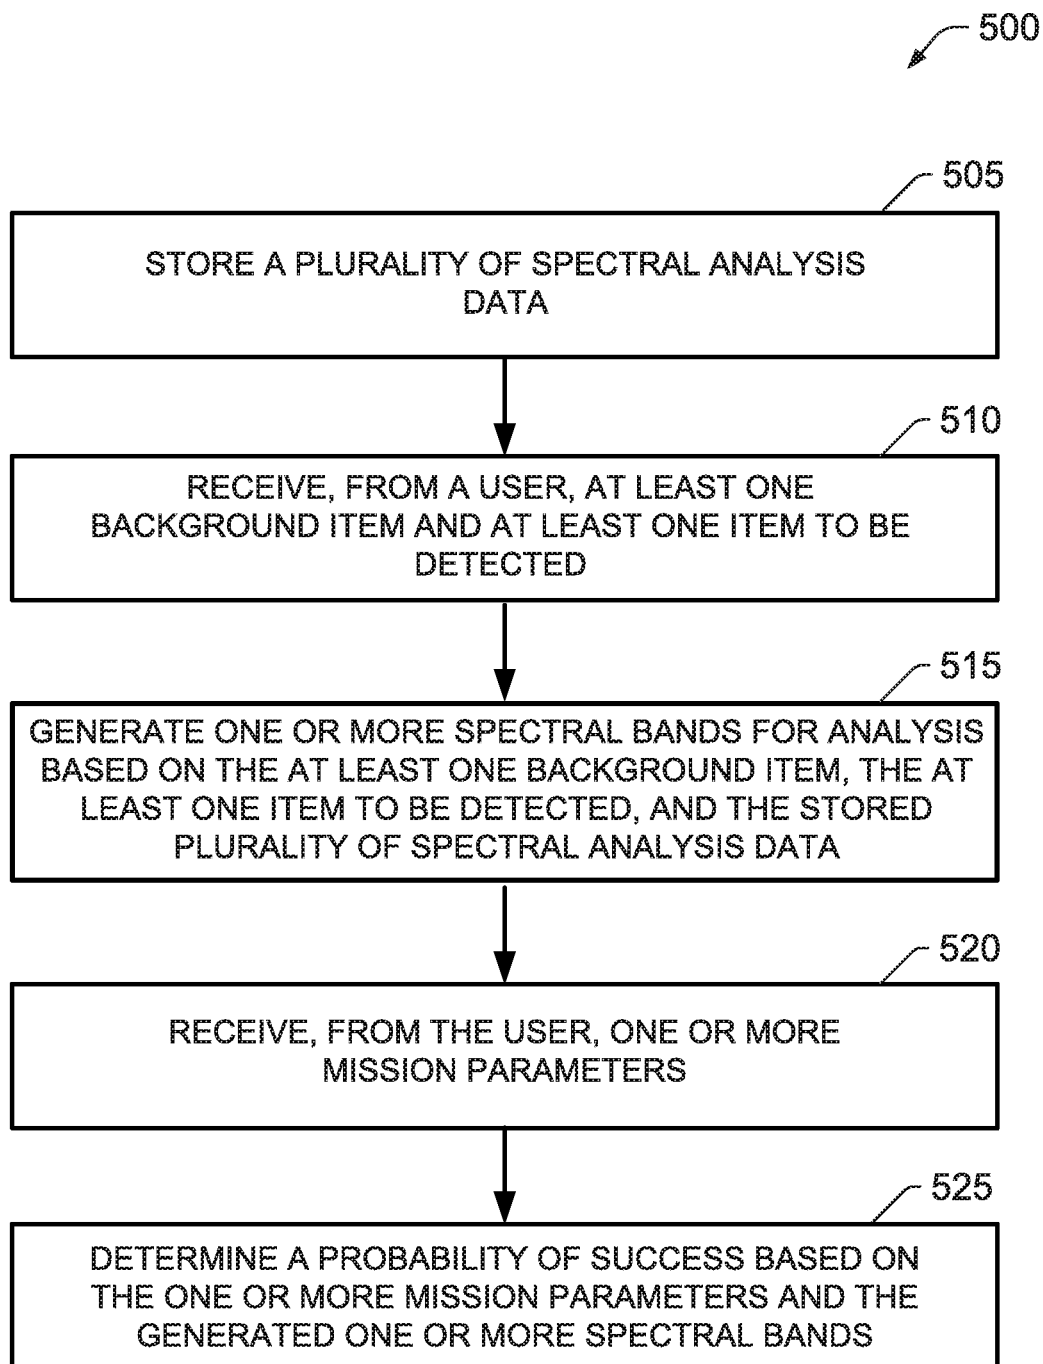 500
505
STORE A PLURALITY OF SPECTRAL ANALYSIS
DATA
510
RECEIVE, FROM A USER, AT LEAST ONE
BACKGROUND ITEM AND AT LEAST ONE ITEM TO BE
DETECTED
515
GENERATE ONE OR MORE SPECTRAL BANDS FOR ANALYSIS
BASED ON THE AT LEAST ONE BACKGROUND ITEM, THE AT
LEAST ONE ITEM TO BE DETECTED, AND THE STORED
PLURALITY OF SPECTRAL ANALYSIS DATA
520
RECEIVE, FROM THE USER, ONE OR MORE
MISSION PARAMETERS
525
DETERMINE A PROBABILITY OF SUCCESS BASED ON
THE ONE OR MORE MISSION PARAMETERS AND THE
GENERATED ONE OR MORE SPECTRAL BANDS